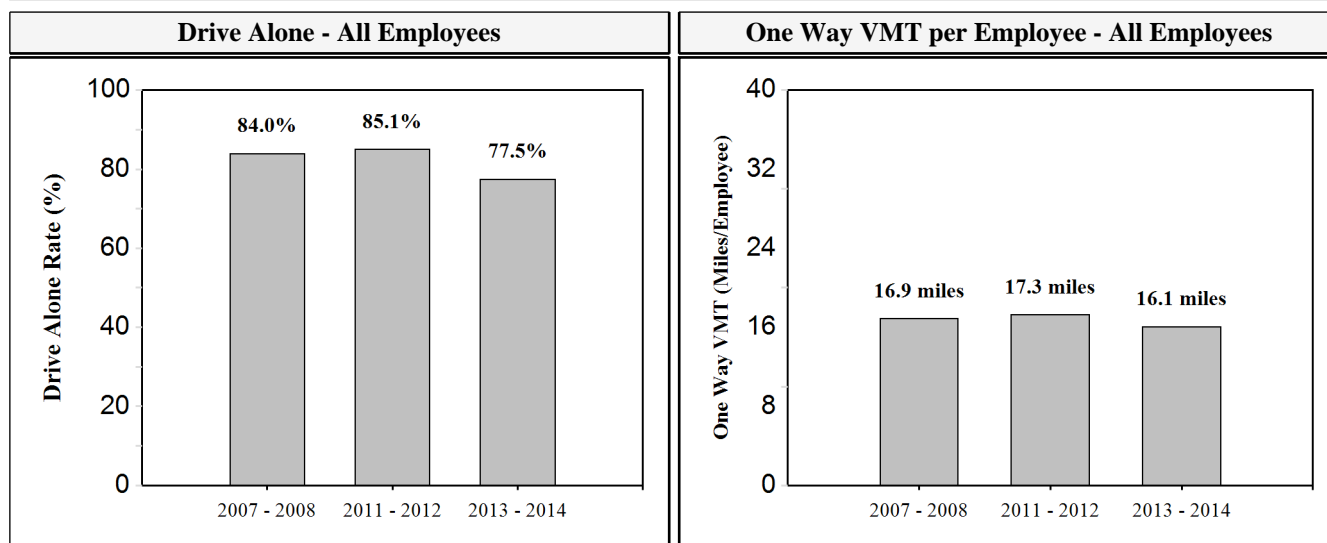 Drive Alone - All Employees
Drive Alone Rate (%)
100
80
60
40
20
0
84.0%
85.1%
77.5%
2007 - 2008
2011 - 2012
2013 - 2014
One Way VMT per Employee - All Employees
One Way VMT (Miles/Employee)
40
32
24
16
8
0
16.9 miles
17.3 miles
16.1 miles
2007 - 2008
2011 - 2012
2013 - 2014